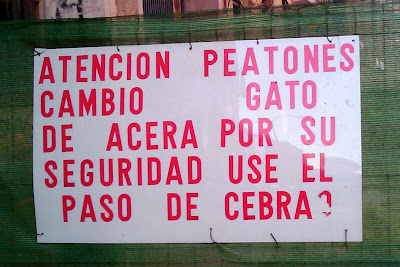 ATENCION PEATONES
CAMBIO GATO
DE ACERA POR SU
SEGURIDAD USE EL
PASO DE CEBRA?